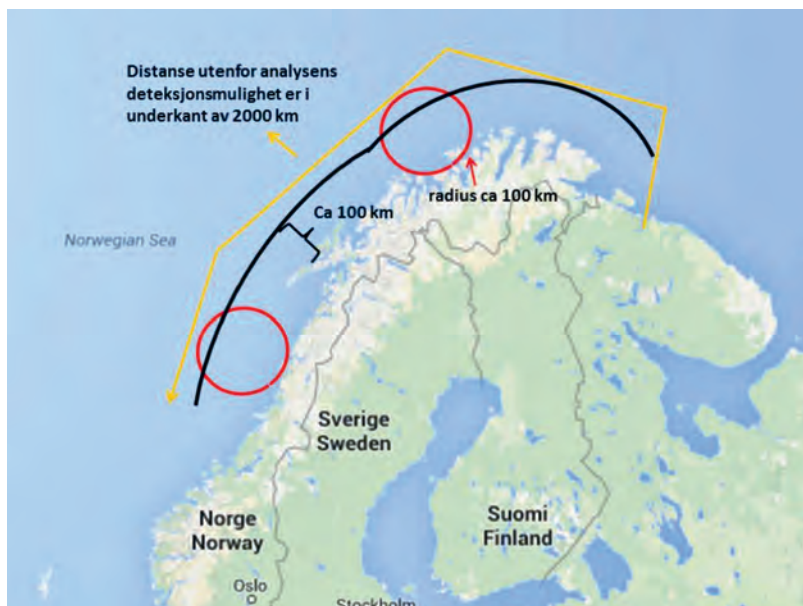 Distanse utenfor analysens
deteksjonsmulighet er i
underkant av 2000 km
radius ca 100 km
Ca 100 km
Norwegian Sea
Sverige
Sweden
Norge
Norway
Suomi
Finland
Oslo
Stockholm